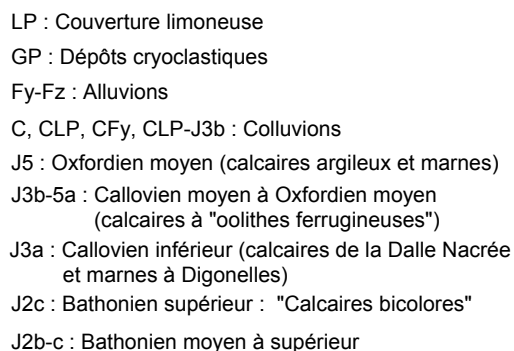 LP : Couverture limoneuse
GP : Dépôts cryoclastiques
Fy-Fz : Alluvions
C, CLP, CFy, CLP-J3b : Colluvions
J5 : Oxfordien moyen (calcaires argileux et marnes)
J3b-5a : Callovien moyen à Oxfordien moyen
(calcaires à "oolithes ferrugineuses")
J3a : Callovien inférieur (calcaires de la Dalle Nacrée
et marnes à Digonelles)
J2c : Bathonien supérieur : "Calcaires bicolores"
J2b-c : Bathonien moyen à supérieur